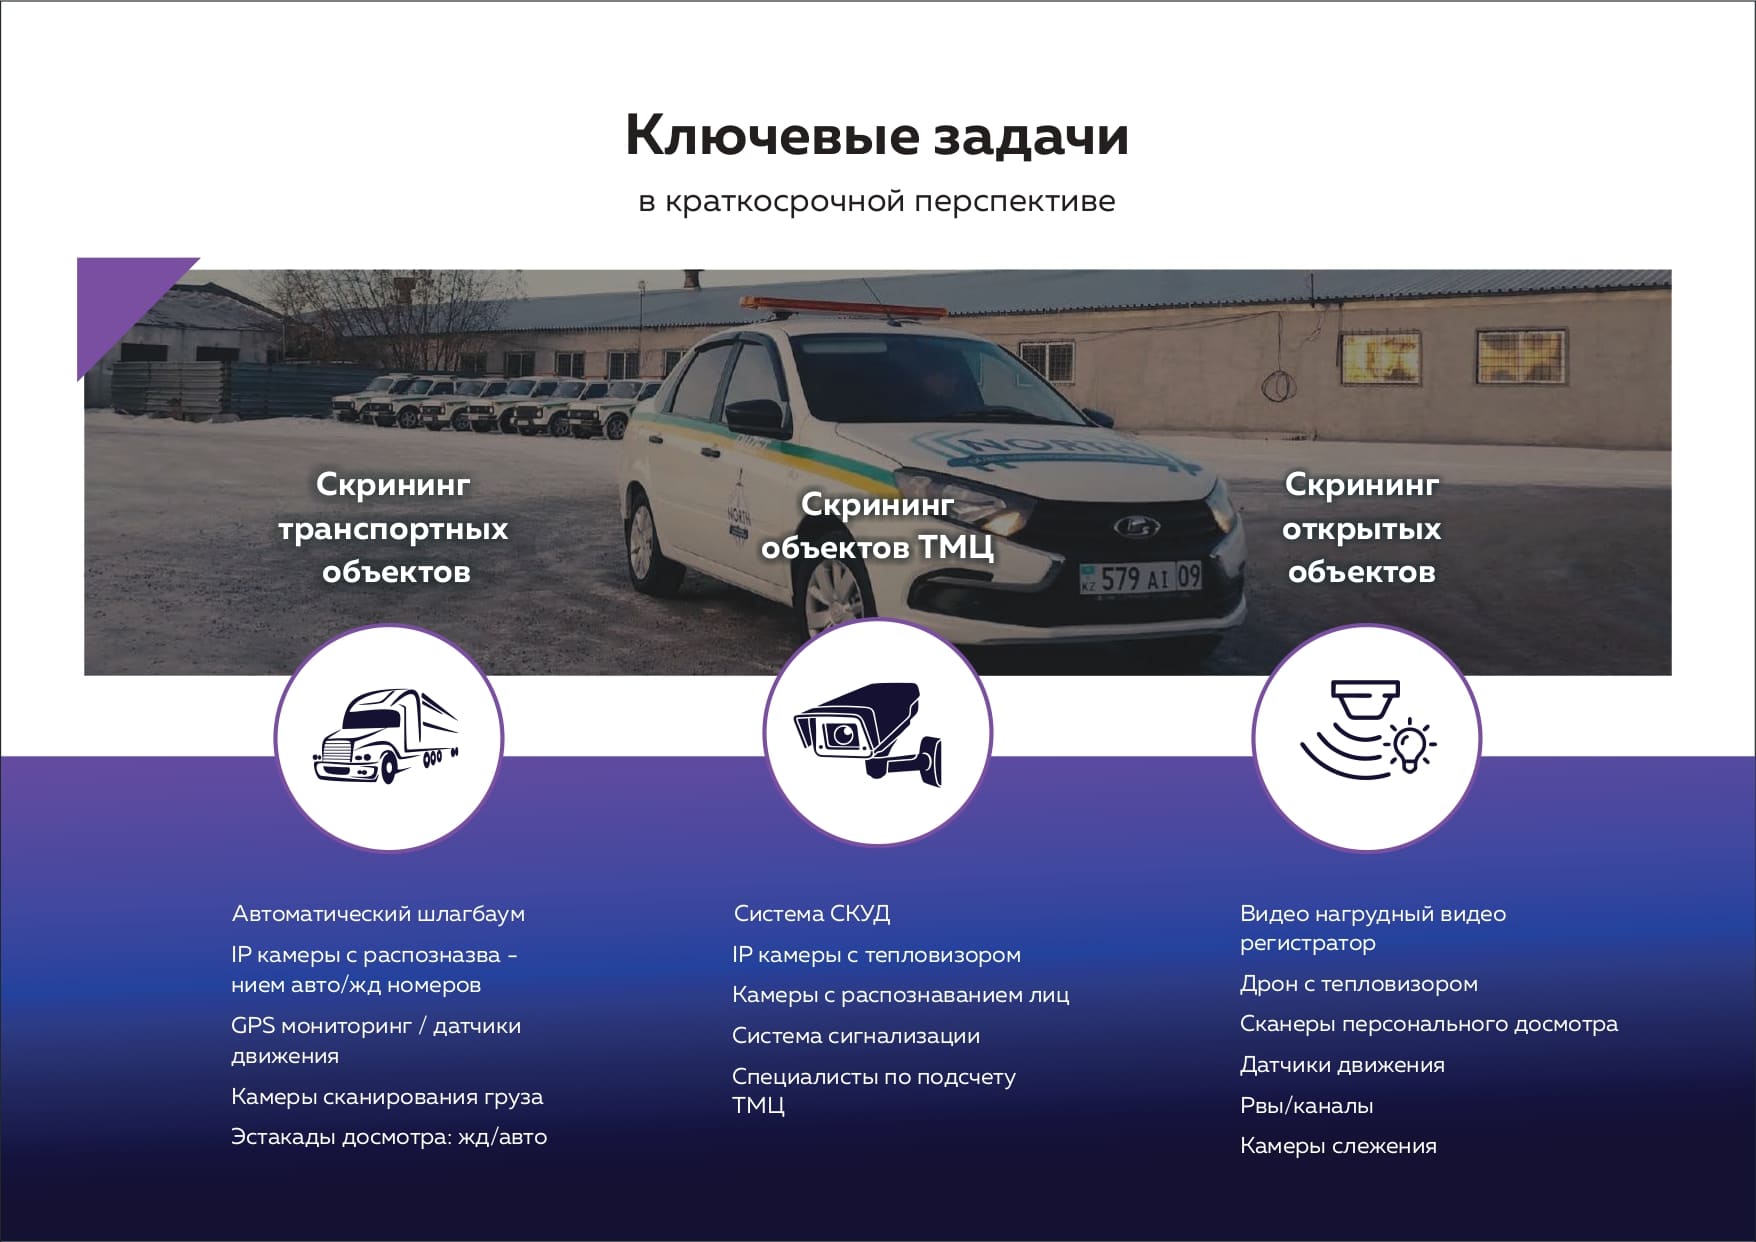 Ключевые задачи
в краткосрочной перспективе
NORTH
NORTH
579 AI 09
KZ
Скрининг
транспортных
объектов
Скрининг
объектов ТМЦ
Скрининг
открытых
объектов
Автоматический шлагбаум
IP камеры с распозназва -
нием авто/жд номеров
GPS мониторинг / датчики
движения
Камеры сканирования груза
Эстакады досмотра: жд/авто
Система СКУД
IP камеры с тепловизором
Камеры с распознаванием лиц
Система сигнализации
Специалисты по подсчету
ТМЦ
Видео нагрудный видео
регистратор
Дрон с тепловизором
Сканеры персонального досмотра
Датчики движения
Рвы/каналы
Камеры слежения